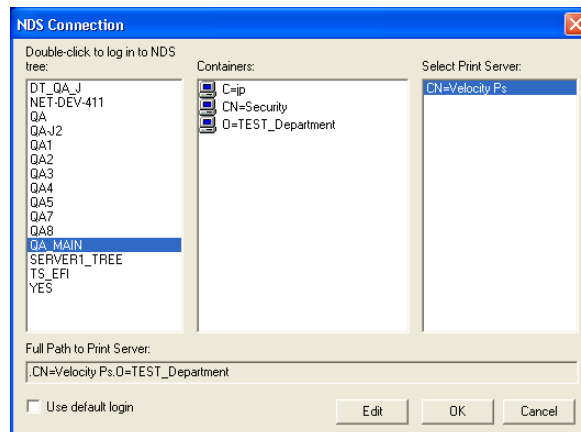 NDS Connection
Double-click to log in to NDS
tree:
Containers:
Select Print Server:
DT_QA_J
NET-DEV-411
QA
QA-J2
QA1
QA2
QA3
QA4
QA5
QA7
QA8
QA_MAIN
SERVER1_TREE
TS_EFI
YES
C=jp
CN=Security
O=TEST_Department
CN=Velocity Ps
Full Path to Print Server:
.CN=Velocity Ps.O=TEST_Department
Use default login
Edit
OK
Cancel